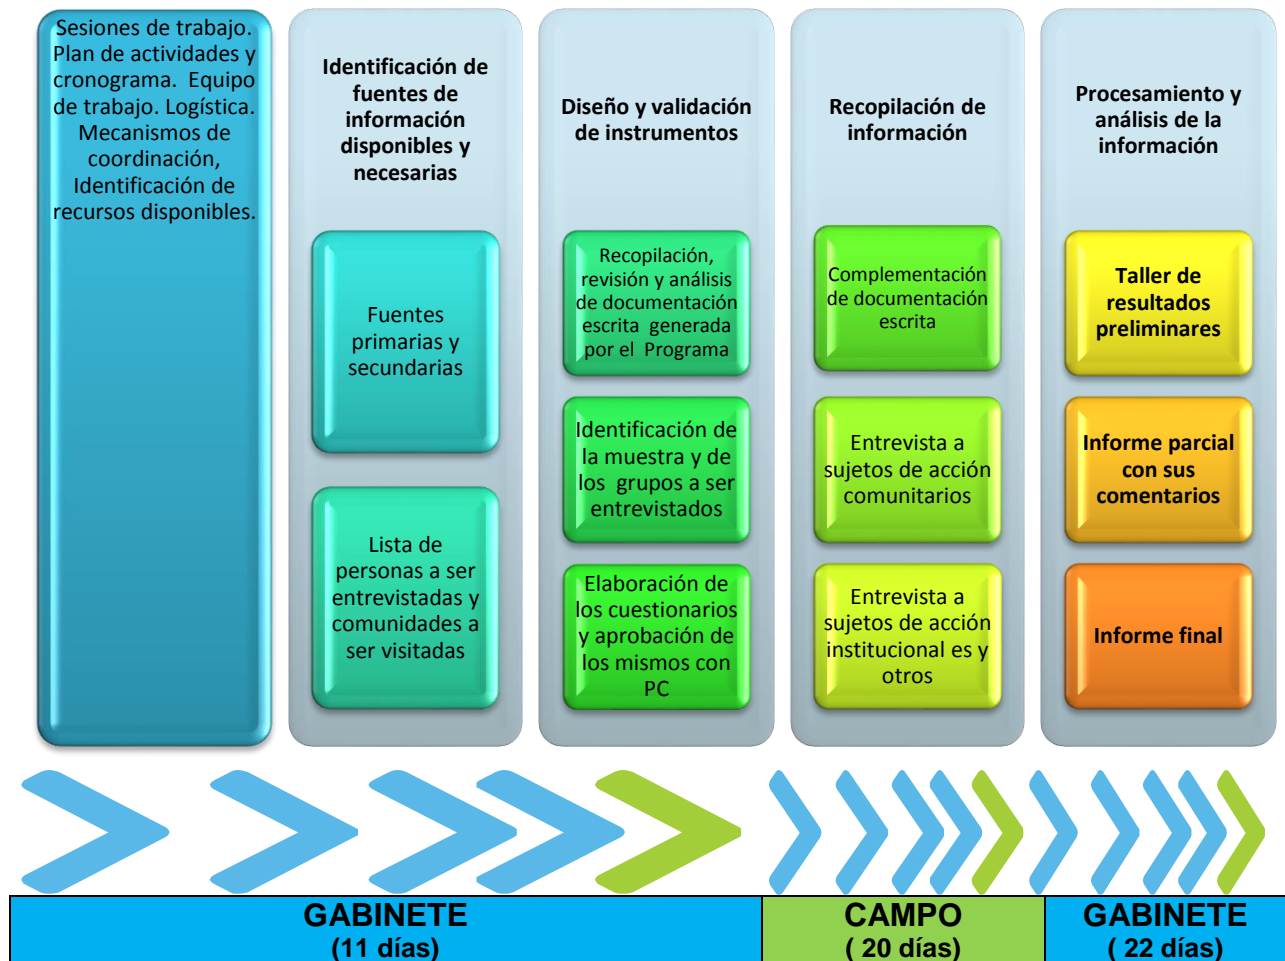 Sesiones de trabajo.
Plan de actividades y
cronograma. Equipo
de trabajo. Logística.
Mecanismos de
coordinación,
Identificación de
recursos disponibles.
Identificación de
fuentes de
información
disponibles y
necesarias
Fuentes
primarias y
secundarias
Lista de
personas a ser
entrevistadas y
comunidades a
ser visitadas
Diseño y validación
de instrumentos
Recopilación,
revisión y análisis
de documentación
escrita generada
por el Programa
Identificación de
la muestra y de
los grupos a ser
entrevistados
Elaboración de
los cuestionarios
y aprobación de
los mismos con
PC
Recopilación de
información
Complementación
de documentación
escrita
Entrevista a
sujetos de acción
comunitarios
Entrevista a
sujetos de acción
institucional es y
otros
Procesamiento y
análisis de la
información
Taller de
resultados
preliminares
Informe parcial
con sus
comentarios
Informe final
GABINETE
(11 días)
CAMPO
( 20 días)
GABINETE
( 22 días)